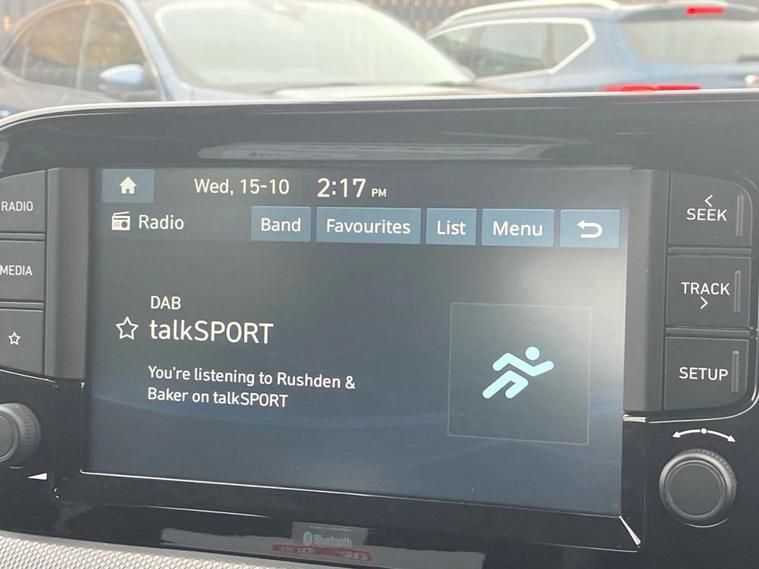 Wed, 15-10 2:17 PM
Radio Band Favourites List Menu
RADIO
MEDIA
DAB
talkSPORT
You're listening to Rushden &
Baker on talkSPORT
SEEK
TRACK
SETUP
Bluetooth